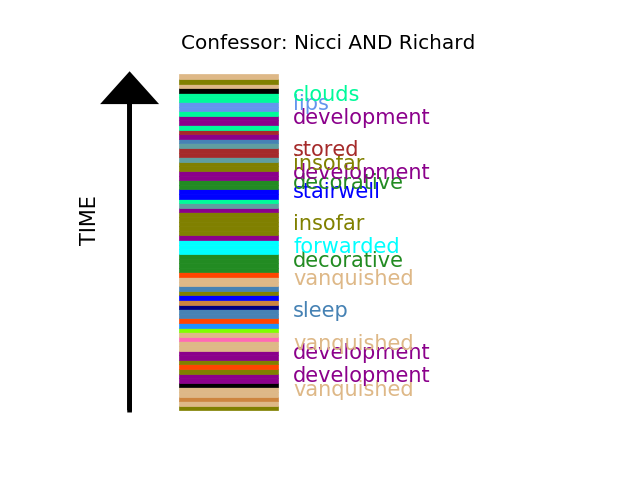 Confessor: Nicci AND Richard
clouds
lips
development
stored
insofar
development
decorative
stairwell
insofar
forwarded
decorative
vanquished
sleep
vanquished
development
development
vanquished
TIME